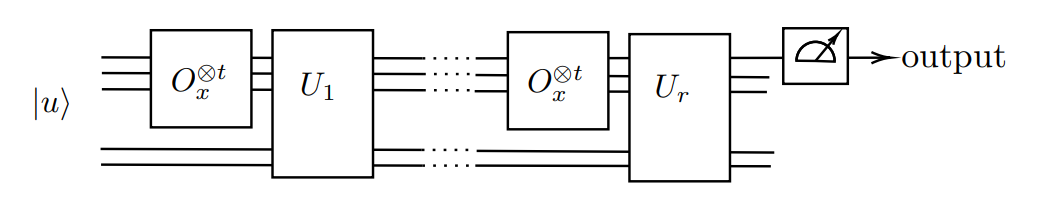 |u⟩ O_x^{⊗t} U_1 O_x^{⊗t} U_r output